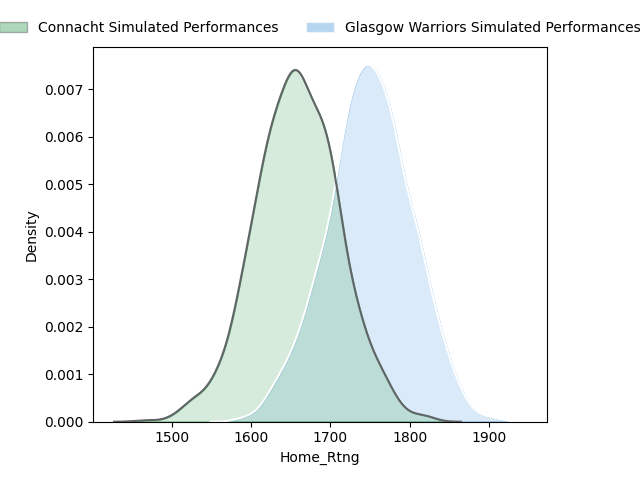 Connacht Simulated Performances
Glasgow Warriors Simulated Performances
0.007
0.006
0.005
0.004
0.003
0.002
0.001
0.000
Density
1500 1600 1700 1800 1900
Home_Rtng